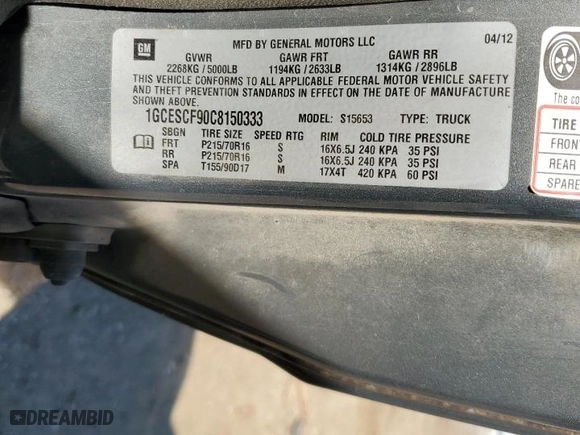 GM
MFD BY GENERAL MOTORS LLC 04/12
GVWR GAWR FRT GAWR RR
2268KG / 5000LB 1194KG / 2633LB 1314KG / 2896LB
THIS VEHICLE CONFORMS TO ALL APPLICABLE FEDERAL MOTOR VEHICLE SAFETY
AND THEFT PREVENTION STANDARDS IN EFFECT ON THE DATE OF MANUFACTURE
SHOWN ABOVE.
1GCESCF90C8150333 MODEL: S15653 TYPE: TRUCK
SBGN TIRE SIZE SPEED RTG RIM COLD TIRE PRESSURE
FRT P215/70R16 S 16X6.5J 240 KPA 35 PSI
RR P215/70R16 S 16X6.5J 240 KPA 35 PSI
SPA T155/90D17 M 17X4T 420 KPA 60 PSI
TIRE
FRON
REAR
SPARE
DREAMBID